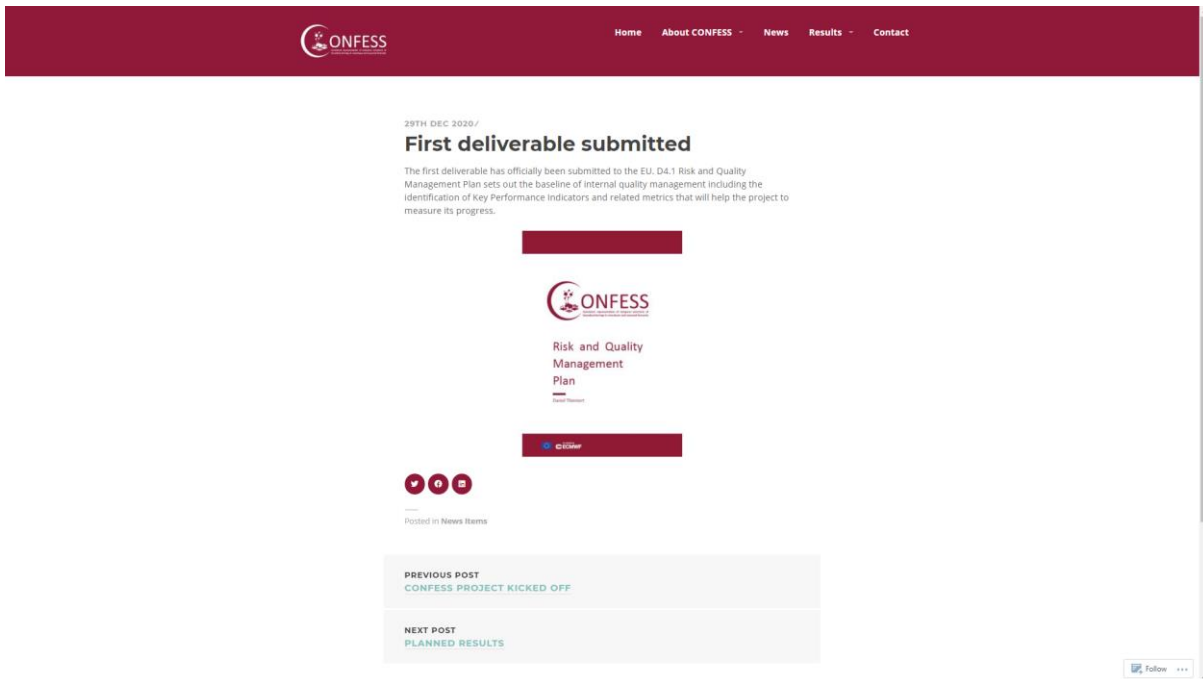 CONFESS
Home About CONFESS News Results Contact
29TH DEC 2020/
First deliverable submitted
The first deliverable has officially been submitted to the EU. D4.1 Risk and Quality
Management Plan sets out the baseline of internal quality management including the
identification of Key Performance Indicators and related metrics that will help the project to
measure its progress.
CONFESS
Risk and Quality
Management
Plan
ECMWF
Posted in News Items
PREVIOUS POST
CONFESS PROJECT KICKED OFF
NEXT POST
PLANNED RESULTS
Follow ...